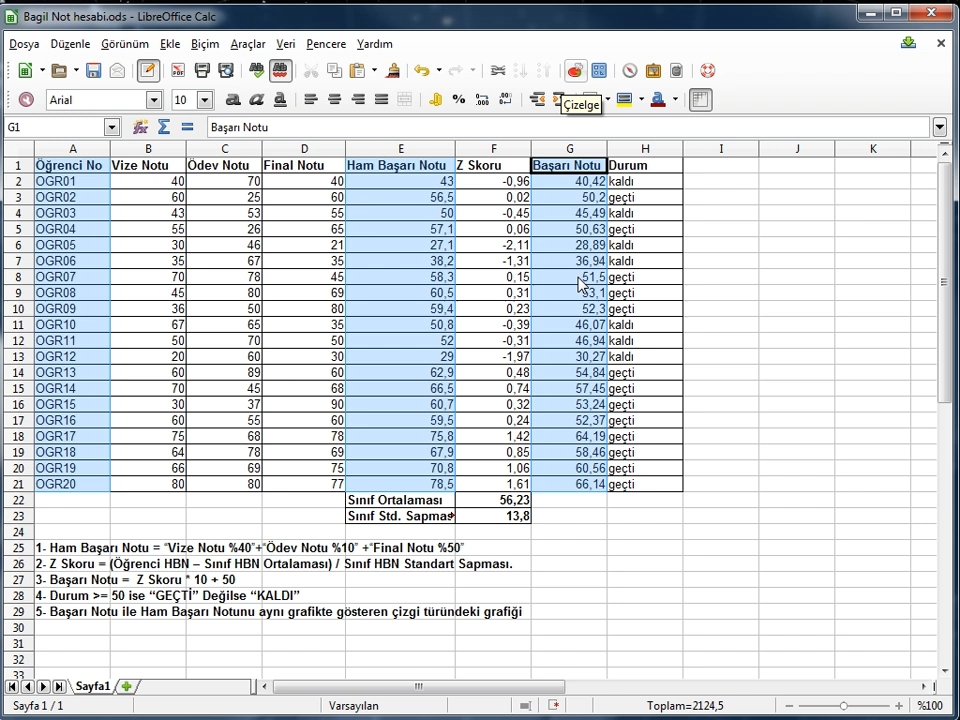 Bagil Not hesabi.ods - LibreOffice Calc
Dosya Düzenle Görünüm Ekle Biçim Araçlar Veri Pencere Yardım
Arial 10
Çizelge
G1 Başarı Notu
A B C D E F G H I J K
1 Öğrenci No Vize Notu Ödev Notu Final Notu Ham Başarı Notu Z Skoru Başarı Notu Durum
2 OGR01 40 70 40 43 -0,96 40,42 kaldı
3 OGR02 60 25 60 56,5 0,02 50,2 geçti
4 OGR03 43 53 55 50 -0,45 45,49 kaldı
5 OGR04 55 26 65 57,1 0,06 50,63 geçti
6 OGR05 30 46 21 27,1 -2,11 28,89 kaldı
7 OGR06 35 67 35 38,2 -1,31 36,94 kaldı
8 OGR07 70 78 45 58,3 0,15 51,5 geçti
9 OGR08 45 80 69 60,5 0,31 53,1 geçti
10 OGR09 36 50 80 59,4 0,23 52,3 geçti
11 OGR10 67 65 35 50,8 -0,39 46,07 kaldı
12 OGR11 50 70 50 52 -0,31 46,94 kaldı
13 OGR12 20 60 30 29 -1,97 30,27 kaldı
14 OGR13 60 89 60 62,9 0,48 54,84 geçti
15 OGR14 70 45 68 66,5 0,74 57,45 geçti
16 OGR15 30 37 90 60,7 0,32 53,24 geçti
17 OGR16 60 55 60 59,5 0,24 52,37 geçti
18 OGR17 75 68 78 75,8 1,42 64,19 geçti
19 OGR18 64 78 69 67,9 0,85 58,46 geçti
20 OGR19 66 69 75 70,8 1,06 60,56 geçti
21 OGR20 80 80 77 78,5 1,61 66,14 geçti
22 Sınıf Ortalaması 56,23
23 Sınıf Std. Sapmas 13,8
24
25 1- Ham Başarı Notu = “Vize Notu %40”+“Ödev Notu %10” +“Final Notu %50”
26 2- Z Skoru = (Öğrenci HBN – Sınıf HBN Ortalaması) / Sınıf HBN Standart Sapması.
27 3- Başarı Notu = Z Skoru * 10 + 50
28 4- Durum >= 50 ise “GEÇTİ” Değilse “KALDI”
29 5- Başarı Notu ile Ham Başarı Notunu aynı grafikte gösteren çizgi türündeki grafiği
30
31
32
33
Sayfa1
Sayfa 1 / 1 Varsayılan Toplam=2124,5 %100